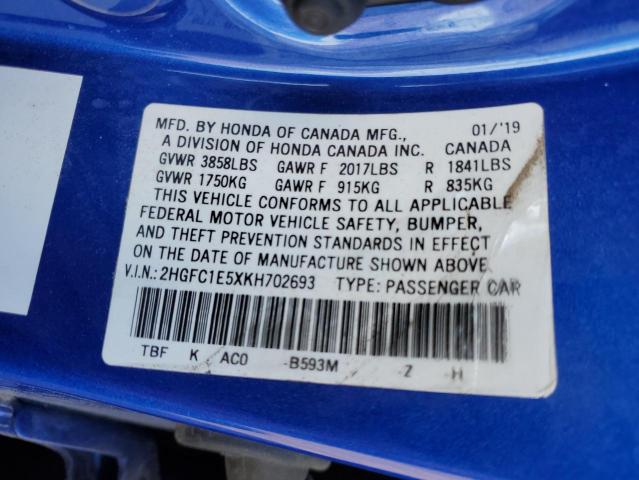 MFD. BY HONDA OF CANADA MFG., 01/'19
A DIVISION OF HONDA CANADA INC. CANADA
GVWR 3858LBS GAWR F 2017LBS R 1841LBS
GVWR 1750KG GAWR F 915KG R 835KG
THIS VEHICLE CONFORMS TO ALL APPLICABLE
FEDERAL MOTOR VEHICLE SAFETY, BUMPER,
AND THEFT PREVENTION STANDARDS IN EFFECT
ON THE DATE OF MANUFACTURE SHOWN ABOVE.
V.I.N.: 2HGFC1E5XKH702693 TYPE: PASSENGER CAR
TBF K AC0 -B593M -Z -H